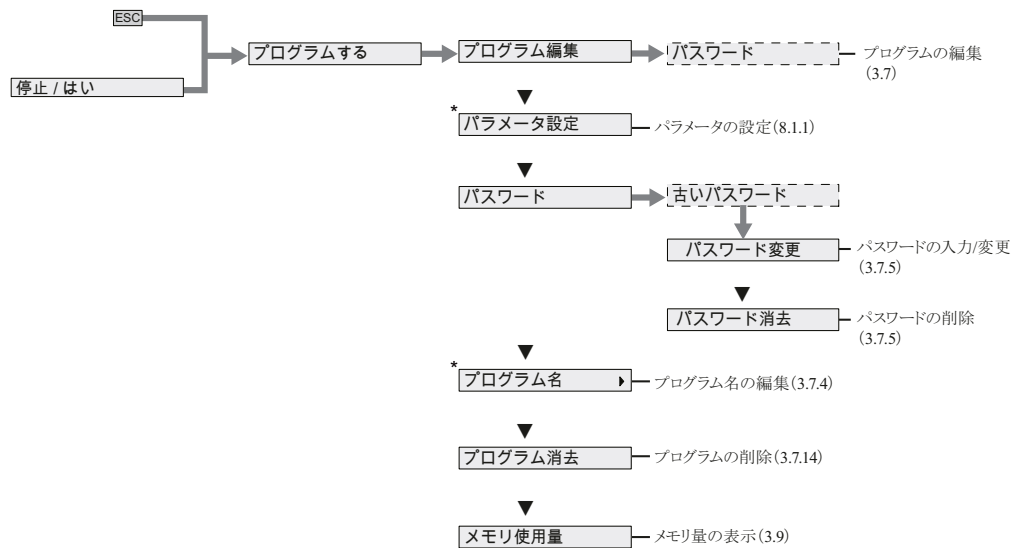 ESC
停止 / はい
プログラムする
プログラム編集
パスワード
プログラムの編集
(3.7)
*
パラメータ設定
パラメータの設定(8.1.1)
パスワード
古いパスワード
パスワード変更
パスワードの入力/変更
(3.7.5)
パスワード消去
パスワードの削除
(3.7.5)
*
プログラム名
プログラム名の編集(3.7.4)
プログラム消去
プログラムの削除(3.7.14)
メモリ使用量
メモリ量の表示(3.9)